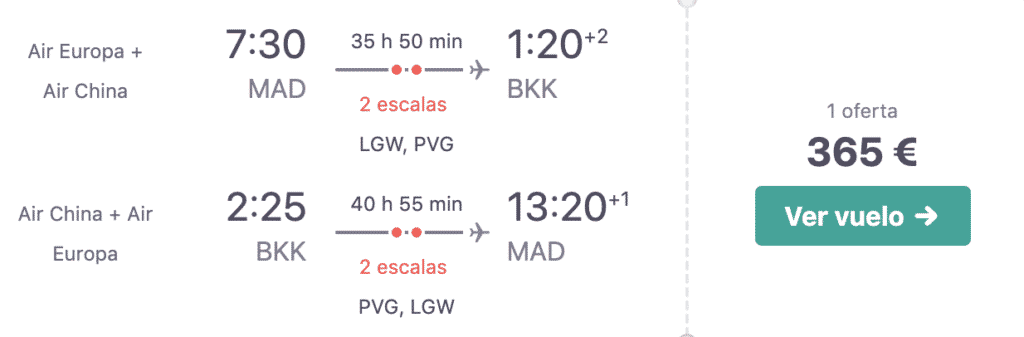 Air Europa +
Air China
7:30
MAD
35 h 50 min
2 escalas
LGW, PVG
1:20+2
BKK
Air China + Air
Europa
2:25
BKK
40 h 55 min
2 escalas
PVG, LGW
13:20+1
MAD
1 oferta
365 €
Ver vuelo →